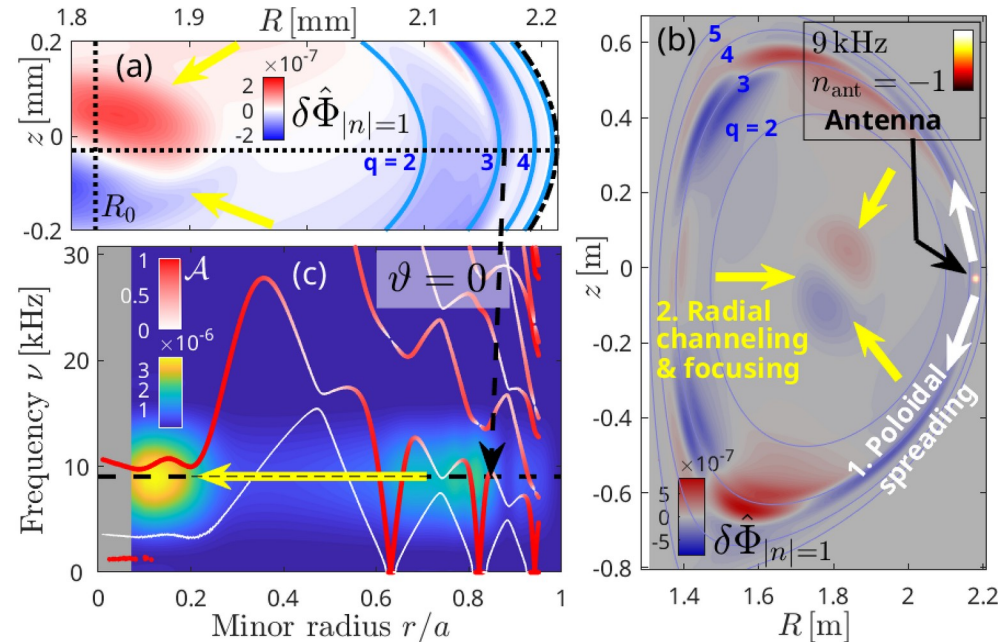 1.8
1.9
R [mm]
2.1
2.2
0.2
z [mm]
0
-0.2
(a)
×10⁻⁷
2
0
-2
δΦ̂|n|=1
q = 2
3
4
R₀
30
20
10
0
Frequency ν [kHz]
1
0.5
0
𝒜
×10⁻⁶
3
2
1
(c)
ϑ = 0
0
0.2
0.4
0.6
0.8
1
Minor radius r/a
0.8
0.6
0.4
0.2
0
-0.2
-0.4
-0.6
-0.8
z [m]
(b)
5
4
3
q = 2
9 kHz
nant = −1
Antenna
2. Radial
channeling
& focusing
1. Poloidal
spreading
×10⁻⁷
5
0
-5
δΦ̂|n|=1
1.4
1.6
1.8
2
2.2
R [m]